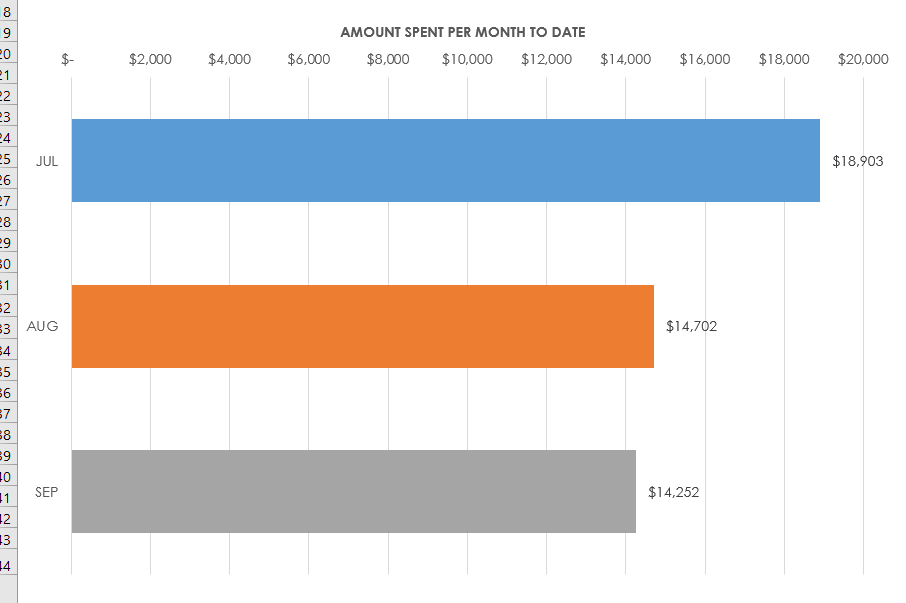 AMOUNT SPENT PER MONTH TO DATE
$- $2,000 $4,000 $6,000 $8,000 $10,000 $12,000 $14,000 $16,000 $18,000 $20,000
JUL $18,903
AUG $14,702
SEP $14,252